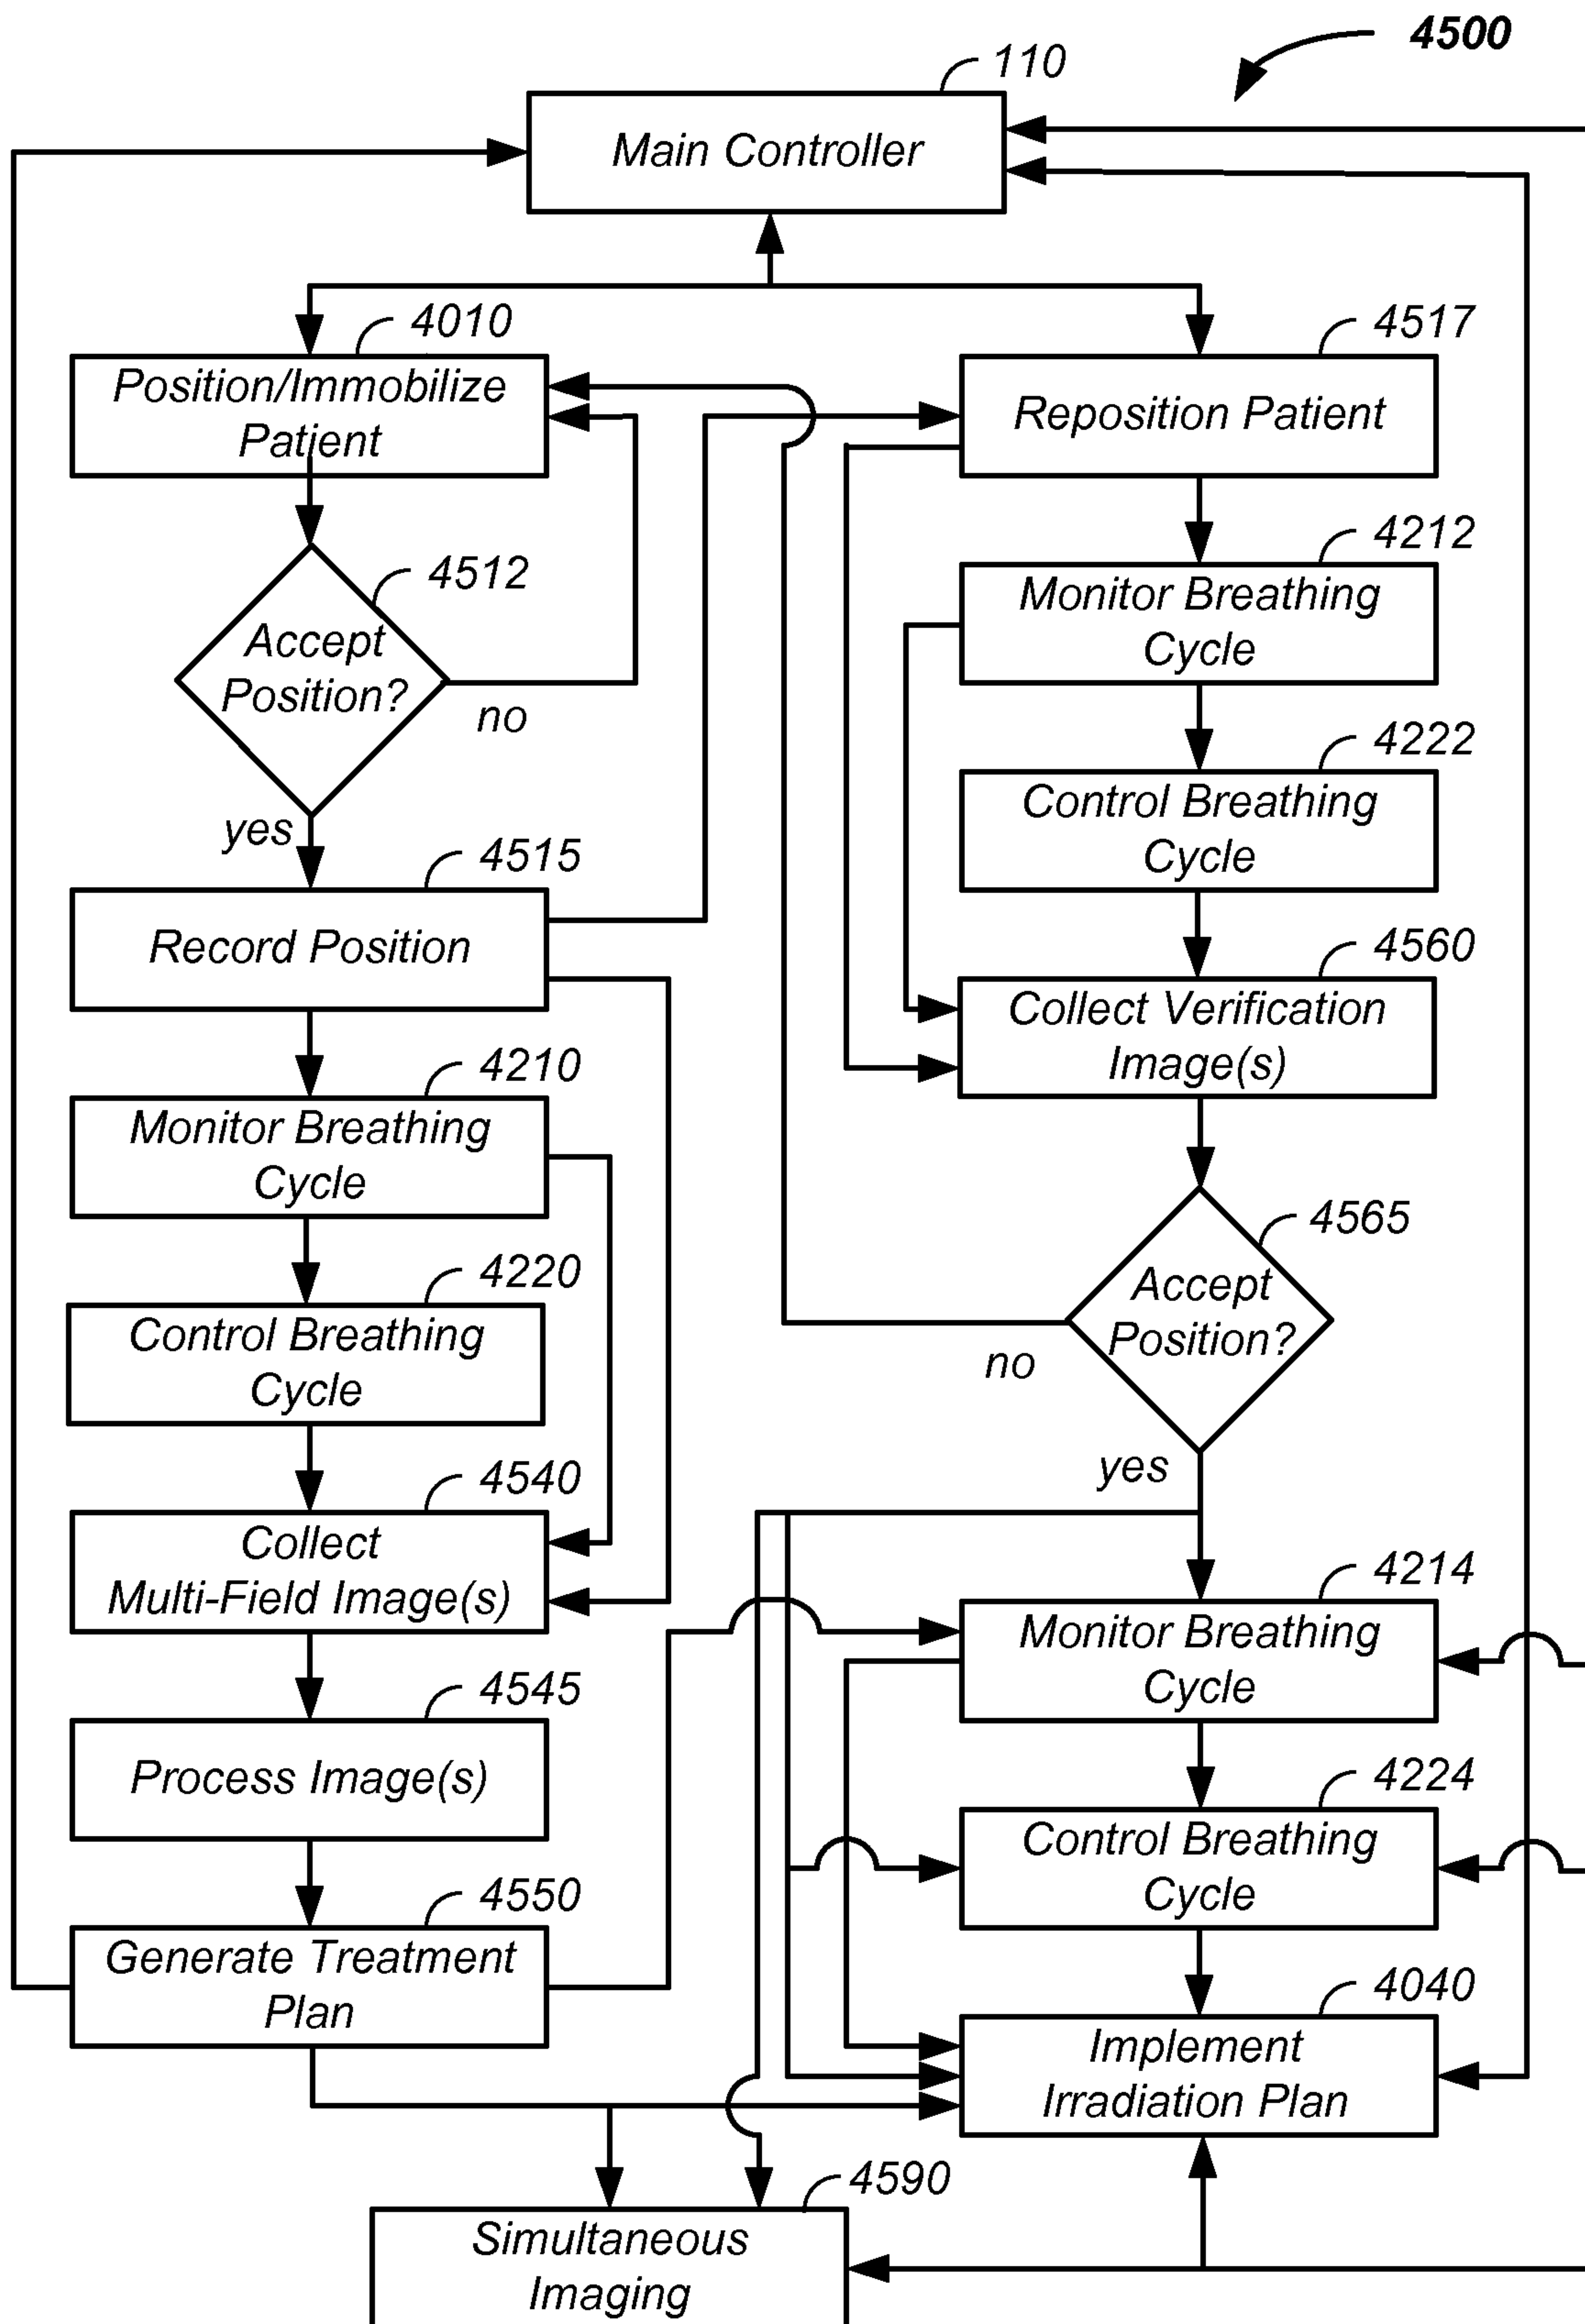 4500
110
Main Controller
4010
Position/Immobilize
Patient
4512
Accept
Position?
no
yes
4515
Record Position
4210
Monitor Breathing
Cycle
4220
Control Breathing
Cycle
4540
Collect
Multi-Field Image(s)
4545
Process Image(s)
4550
Generate Treatment
Plan
4517
Reposition Patient
4212
Monitor Breathing
Cycle
4222
Control Breathing
Cycle
4560
Collect Verification
Image(s)
4565
Accept
Position?
no
yes
4214
Monitor Breathing
Cycle
4224
Control Breathing
Cycle
4040
Implement
Irradiation Plan
4590
Simultaneous
Imaging